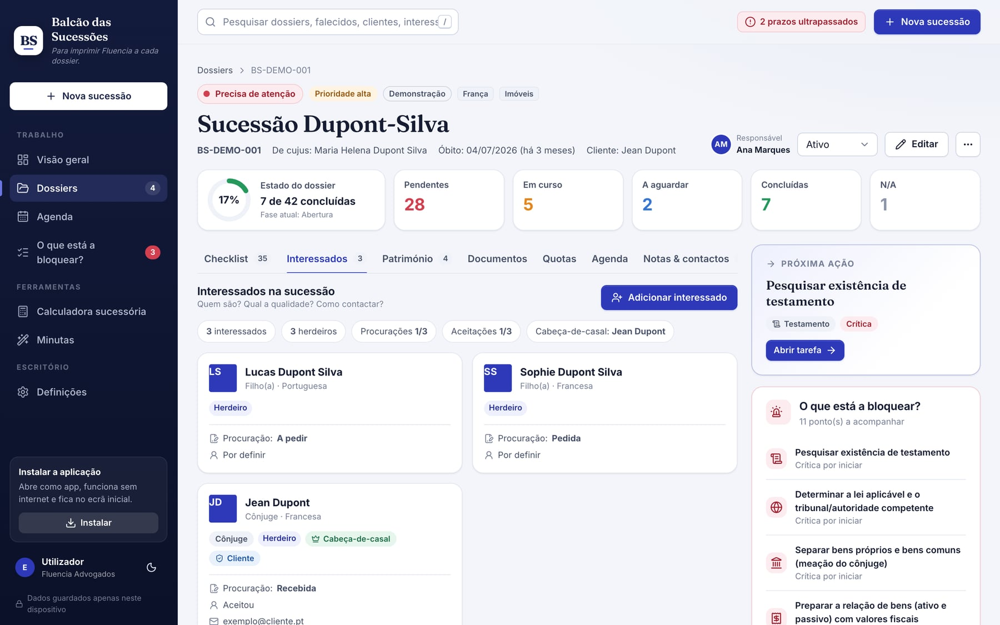 BS
Balcão das
Sucessões
Para imprimir Fluencia a cada
dossier.
Nova sucessão
TRABALHO
Visão geral
Dossiers 4
Agenda
O que está a
bloquear? 3
FERRAMENTAS
Calculadora sucessória
Minutas
ESCRITÓRIO
Definições
Instalar a aplicação
Abre como app, funciona sem
internet e fica no ecrã inicial.
Instalar
E
Utilizador
Fluencia Advogados
Dados guardados apenas neste
dispositivo
Pesquisar dossiers, falecidos, clientes, interess /
2 prazos ultrapassados
Nova sucessão
Dossiers > BS-DEMO-001
Precisa de atenção Prioridade alta Demonstração França Imóveis
Sucessão Dupont-Silva
BS-DEMO-001 De cujus: Maria Helena Dupont Silva Óbito: 04/07/2026 (há 3 meses) Cliente: Jean Dupont
AM
Responsável
Ana Marques
Ativo
Editar
17%
Estado do dossier
7 de 42 concluídas
Fase atual: Abertura
Pendentes
28
Em curso
5
A aguardar
2
Concluídas
7
N/A
1
Checklist 35 Interessados 3 Património 4 Documentos Quotas Agenda Notas & contactos
Interessados na sucessão
Quem são? Qual a qualidade? Como contactar?
Adicionar interessado
3 interessados 3 herdeiros Procurações 1/3 Aceitações 1/3 Cabeça-de-casal: Jean Dupont
LS
Lucas Dupont Silva
Filho(a) · Portuguesa
Herdeiro
Procuração: A pedir
Por definir
SS
Sophie Dupont Silva
Filho(a) · Francesa
Herdeiro
Procuração: Pedida
Por definir
JD
Jean Dupont
Cônjuge · Francesa
Cônjuge Herdeiro Cabeça-de-casal
Cliente
Procuração: Recebida
Aceitou
exemplo@cliente.pt
PRÓXIMA AÇÃO
Pesquisar existência de
testamento
Testamento Crítica
Abrir tarefa
O que está a bloquear?
11 ponto(s) a acompanhar
Pesquisar existência de testamento
Crítica por iniciar
Determinar a lei aplicável e o
tribunal/autoridade competente
Crítica por iniciar
Separar bens próprios e bens comuns
(meação do cônjuge)
Crítica por iniciar
Preparar a relação de bens (ativo e
passivo) com valores fiscais